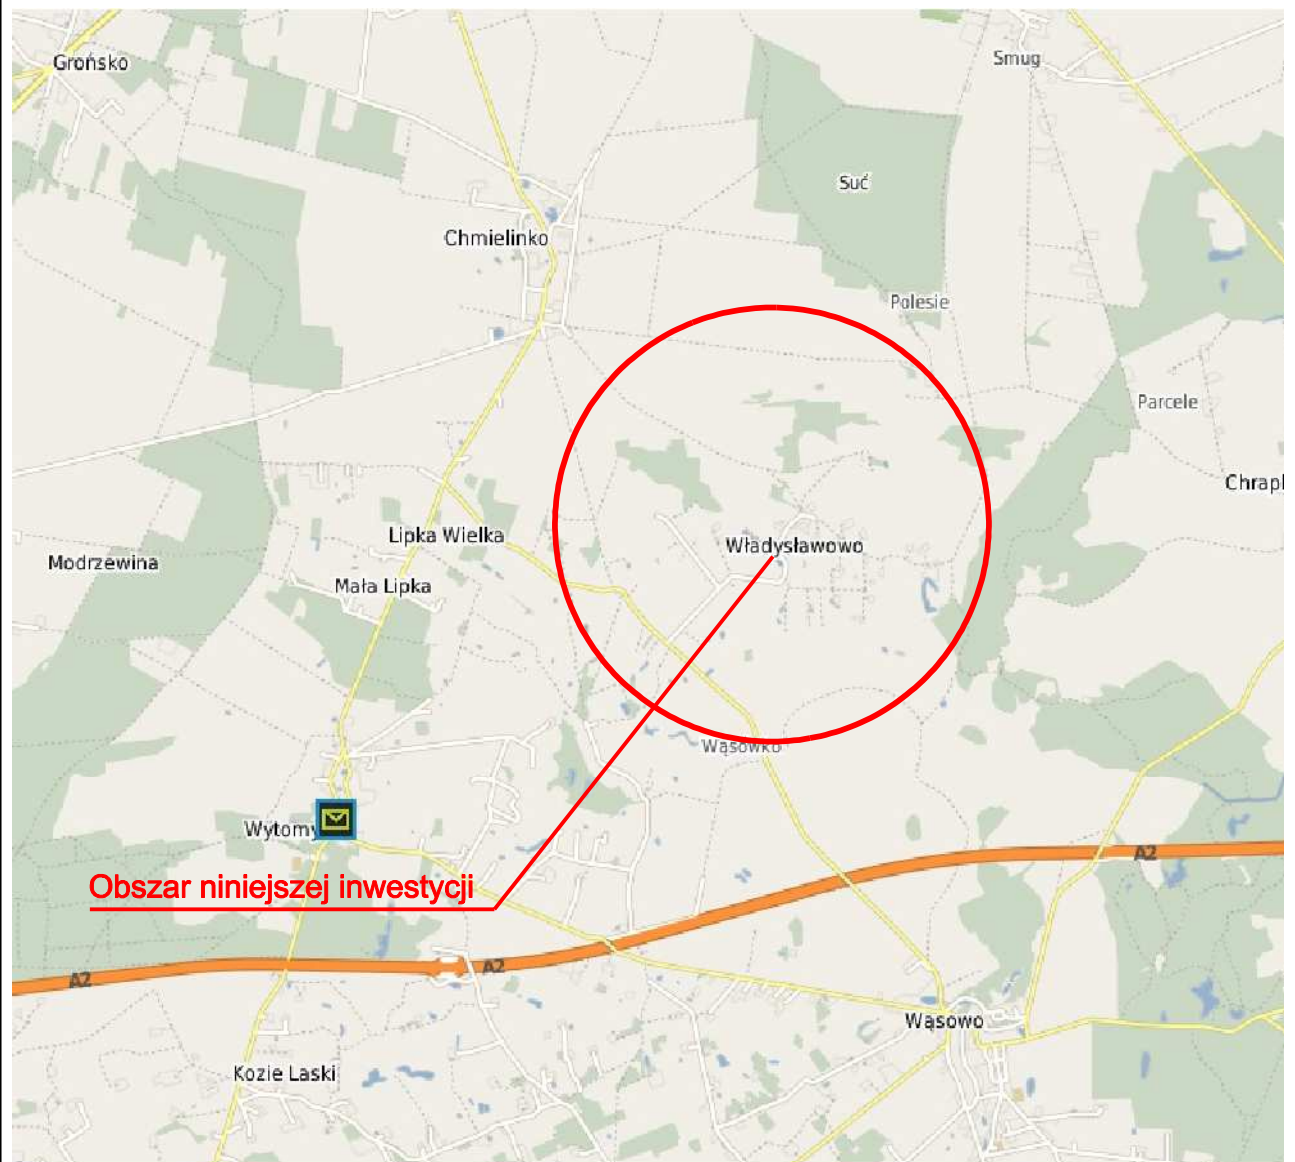 Grońsko
Smug
Suć
Chmielinko
Polesie
Parcele
Lipka Wielka
Władysławowo
Modrzewina
Mała Lipka
Wąsowko
Wytomy
A2
Obszar niniejszej inwestycji
A2
A2
Wąsowo
Kozie Laski